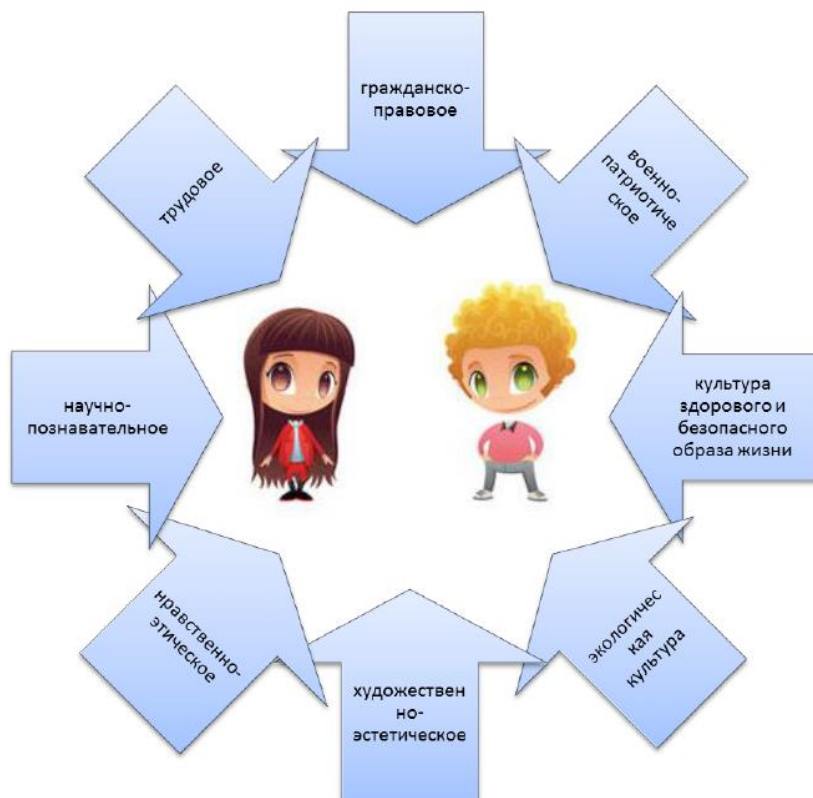 гражданско-
правовое
военно-
патриотиче
ское
культура
здорового и
безопасного
образа жизни
экологичес
кая
культура
художествен
но-
эстетическое
нравственно-
этическое
научно-
познавательное
трудовое